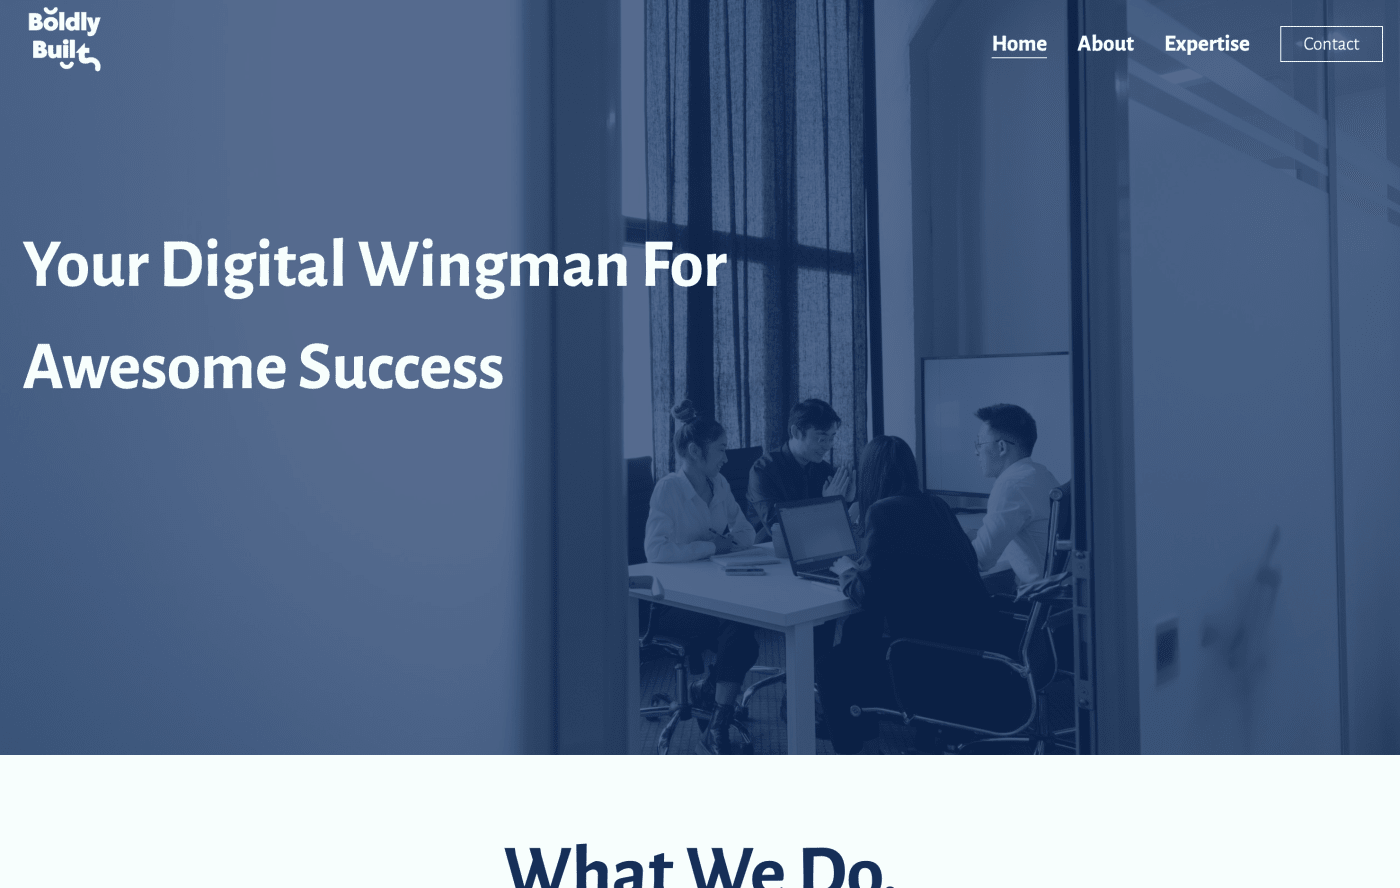 Boldly
Built
Home About Expertise Contact
Your Digital Wingman For
Awesome Success
What We Do.